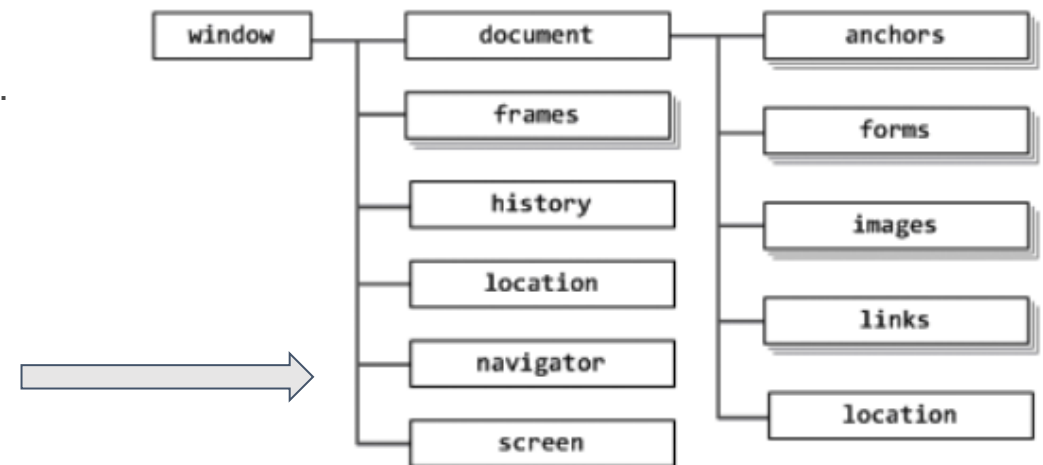 window
document
anchors
.
frames
forms
history
images
location
links
navigator
location
screen